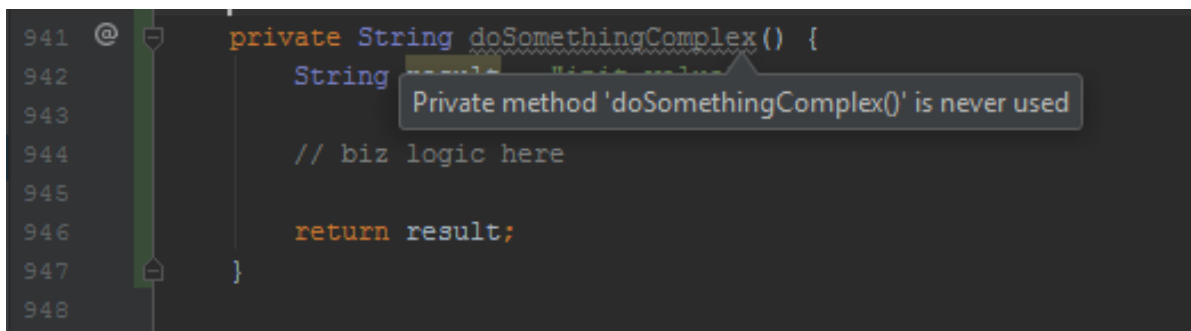 941 @ private String doSomethingComplex() {
942 String
Private method 'doSomethingComplex()' is never used
943
944 // biz logic here
945
946 return result;
947 }
948